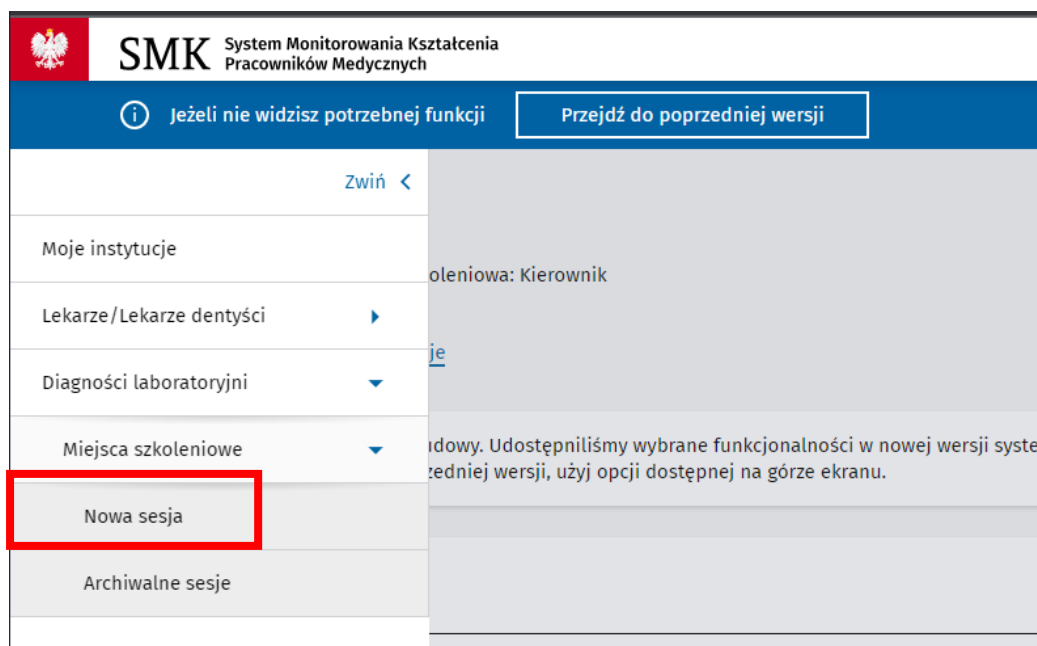 SMK System Monitorowania Kształcenia
Pracowników Medycznych
Jeżeli nie widzisz potrzebnej funkcji
Przejdź do poprzedniej wersji
Zwiń
Moje instytucje
oleniowa: Kierownik
Lekarze/Lekarze dentyści
je
Diagności laboratoryjni
Miejsca szkoleniowe
udowy. Udostępniliśmy wybrane funkcjonalności w nowej wersji syste
zedniej wersji, użyj opcji dostępnej na górze ekranu.
Nowa sesja
Archiwalne sesje